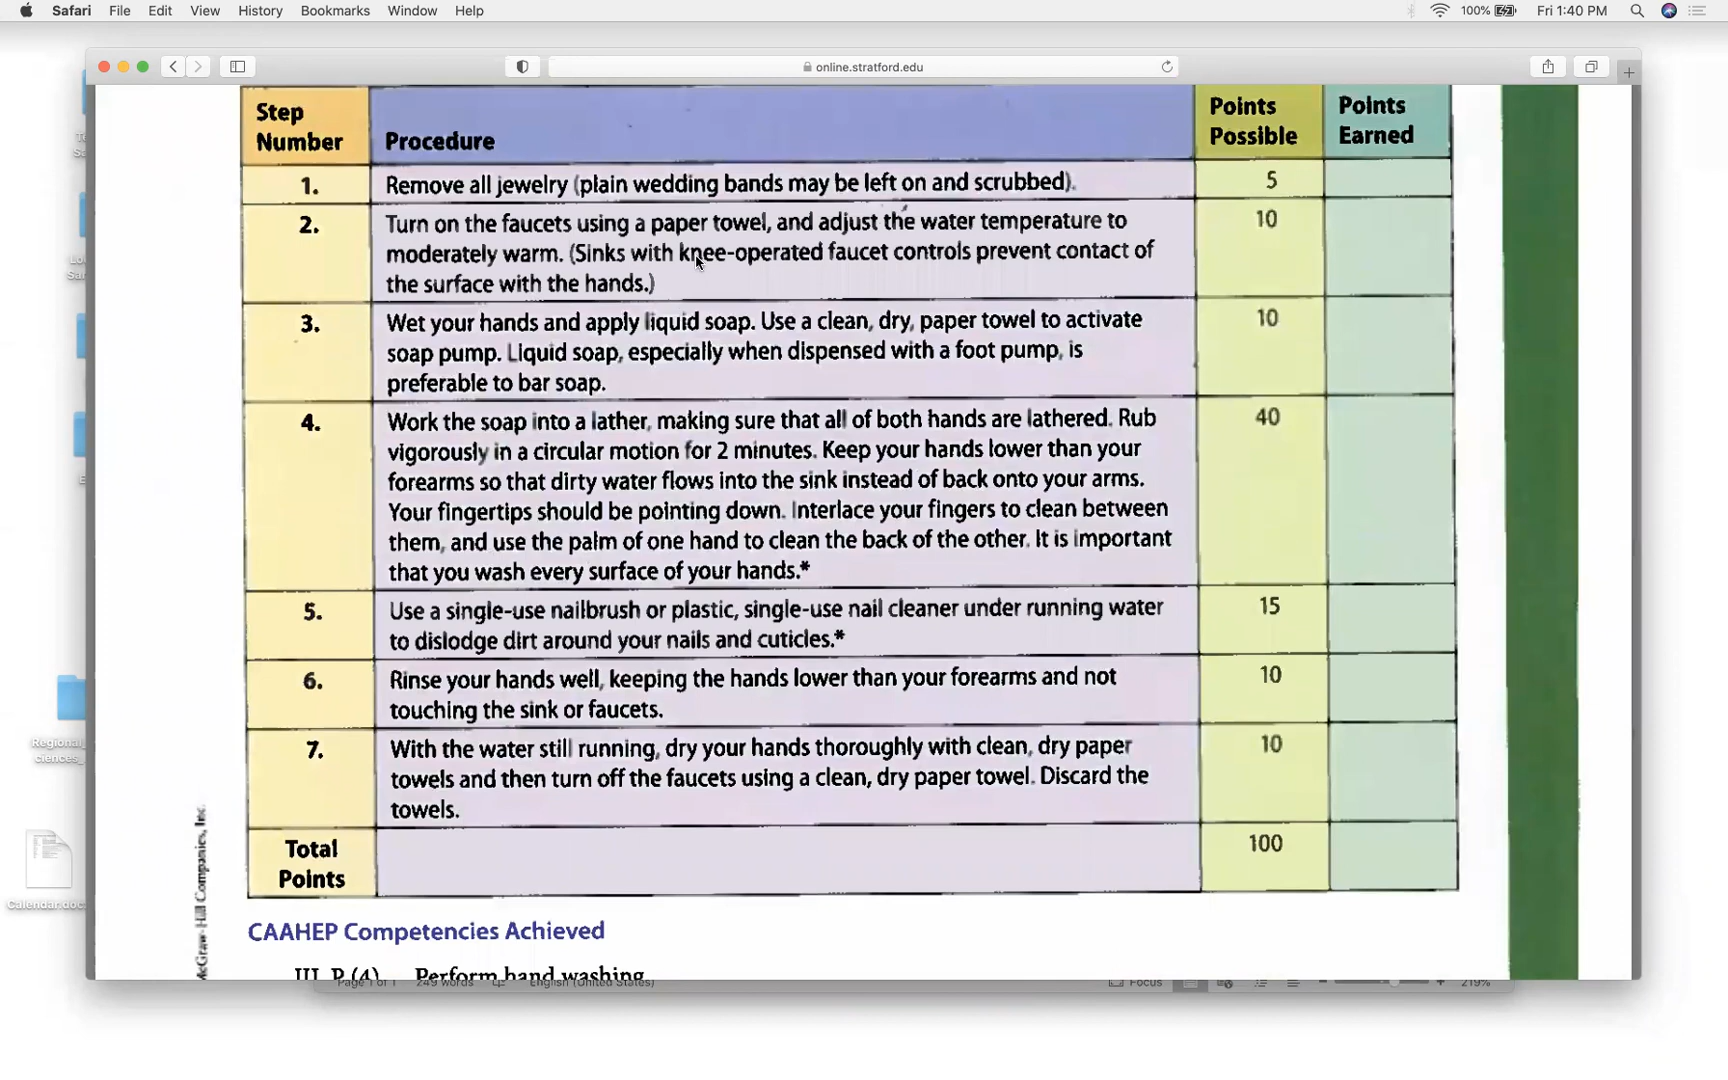 Safari File Edit View History Bookmarks Window Help
100% Fri 1:40 PM
online.stratford.edu
Step Number
Procedure
Points Possible
Points Earned
1.
Remove all jewelry (plain wedding bands may be left on and scrubbed).
5
2.
Turn on the faucets using a paper towel, and adjust the water temperature to
moderately warm. (Sinks with knee-operated faucet controls prevent contact of
the surface with the hands.)
10
3.
Wet your hands and apply liquid soap. Use a clean, dry, paper towel to activate
soap pump. Liquid soap, especially when dispensed with a foot pump, is
preferable to bar soap.
10
4.
Work the soap into a lather, making sure that all of both hands are lathered. Rub
vigorously in a circular motion for 2 minutes. Keep your hands lower than your
forearms so that dirty water flows into the sink instead of back onto your arms.
Your fingertips should be pointing down. Interlace your fingers to clean between
them, and use the palm of one hand to clean the back of the other. It is important
that you wash every surface of your hands.*
40
5.
Use a single-use nailbrush or plastic, single-use nail cleaner under running water
to dislodge dirt around your nails and cuticles.*
15
6.
Rinse your hands well, keeping the hands lower than your forearms and not
touching the sink or faucets.
10
7.
With the water still running, dry your hands thoroughly with clean, dry paper
towels and then turn off the faucets using a clean, dry paper towel. Discard the
towels.
10
Total
Points
100
CAAHEP Competencies Achieved
III. P (4) Perform hand washing.
McGraw-Hill Companies, Inc.
Regional_
ciences_
Calendar.doc
Page 1 of 1 249 words English (United States) Focus 219%